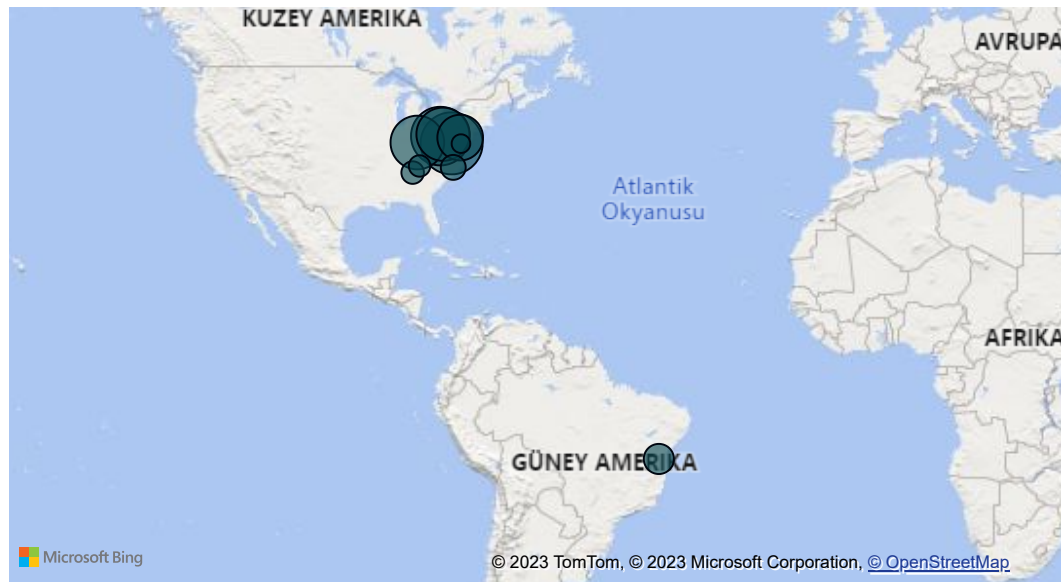 KUZEY AMERIKA
AVRUPA
Atlantik
Okyanusu
AFRIKA
GÜNEY AMERIKA
Microsoft Bing
© 2023 TomTom, © 2023 Microsoft Corporation, © OpenStreetMap